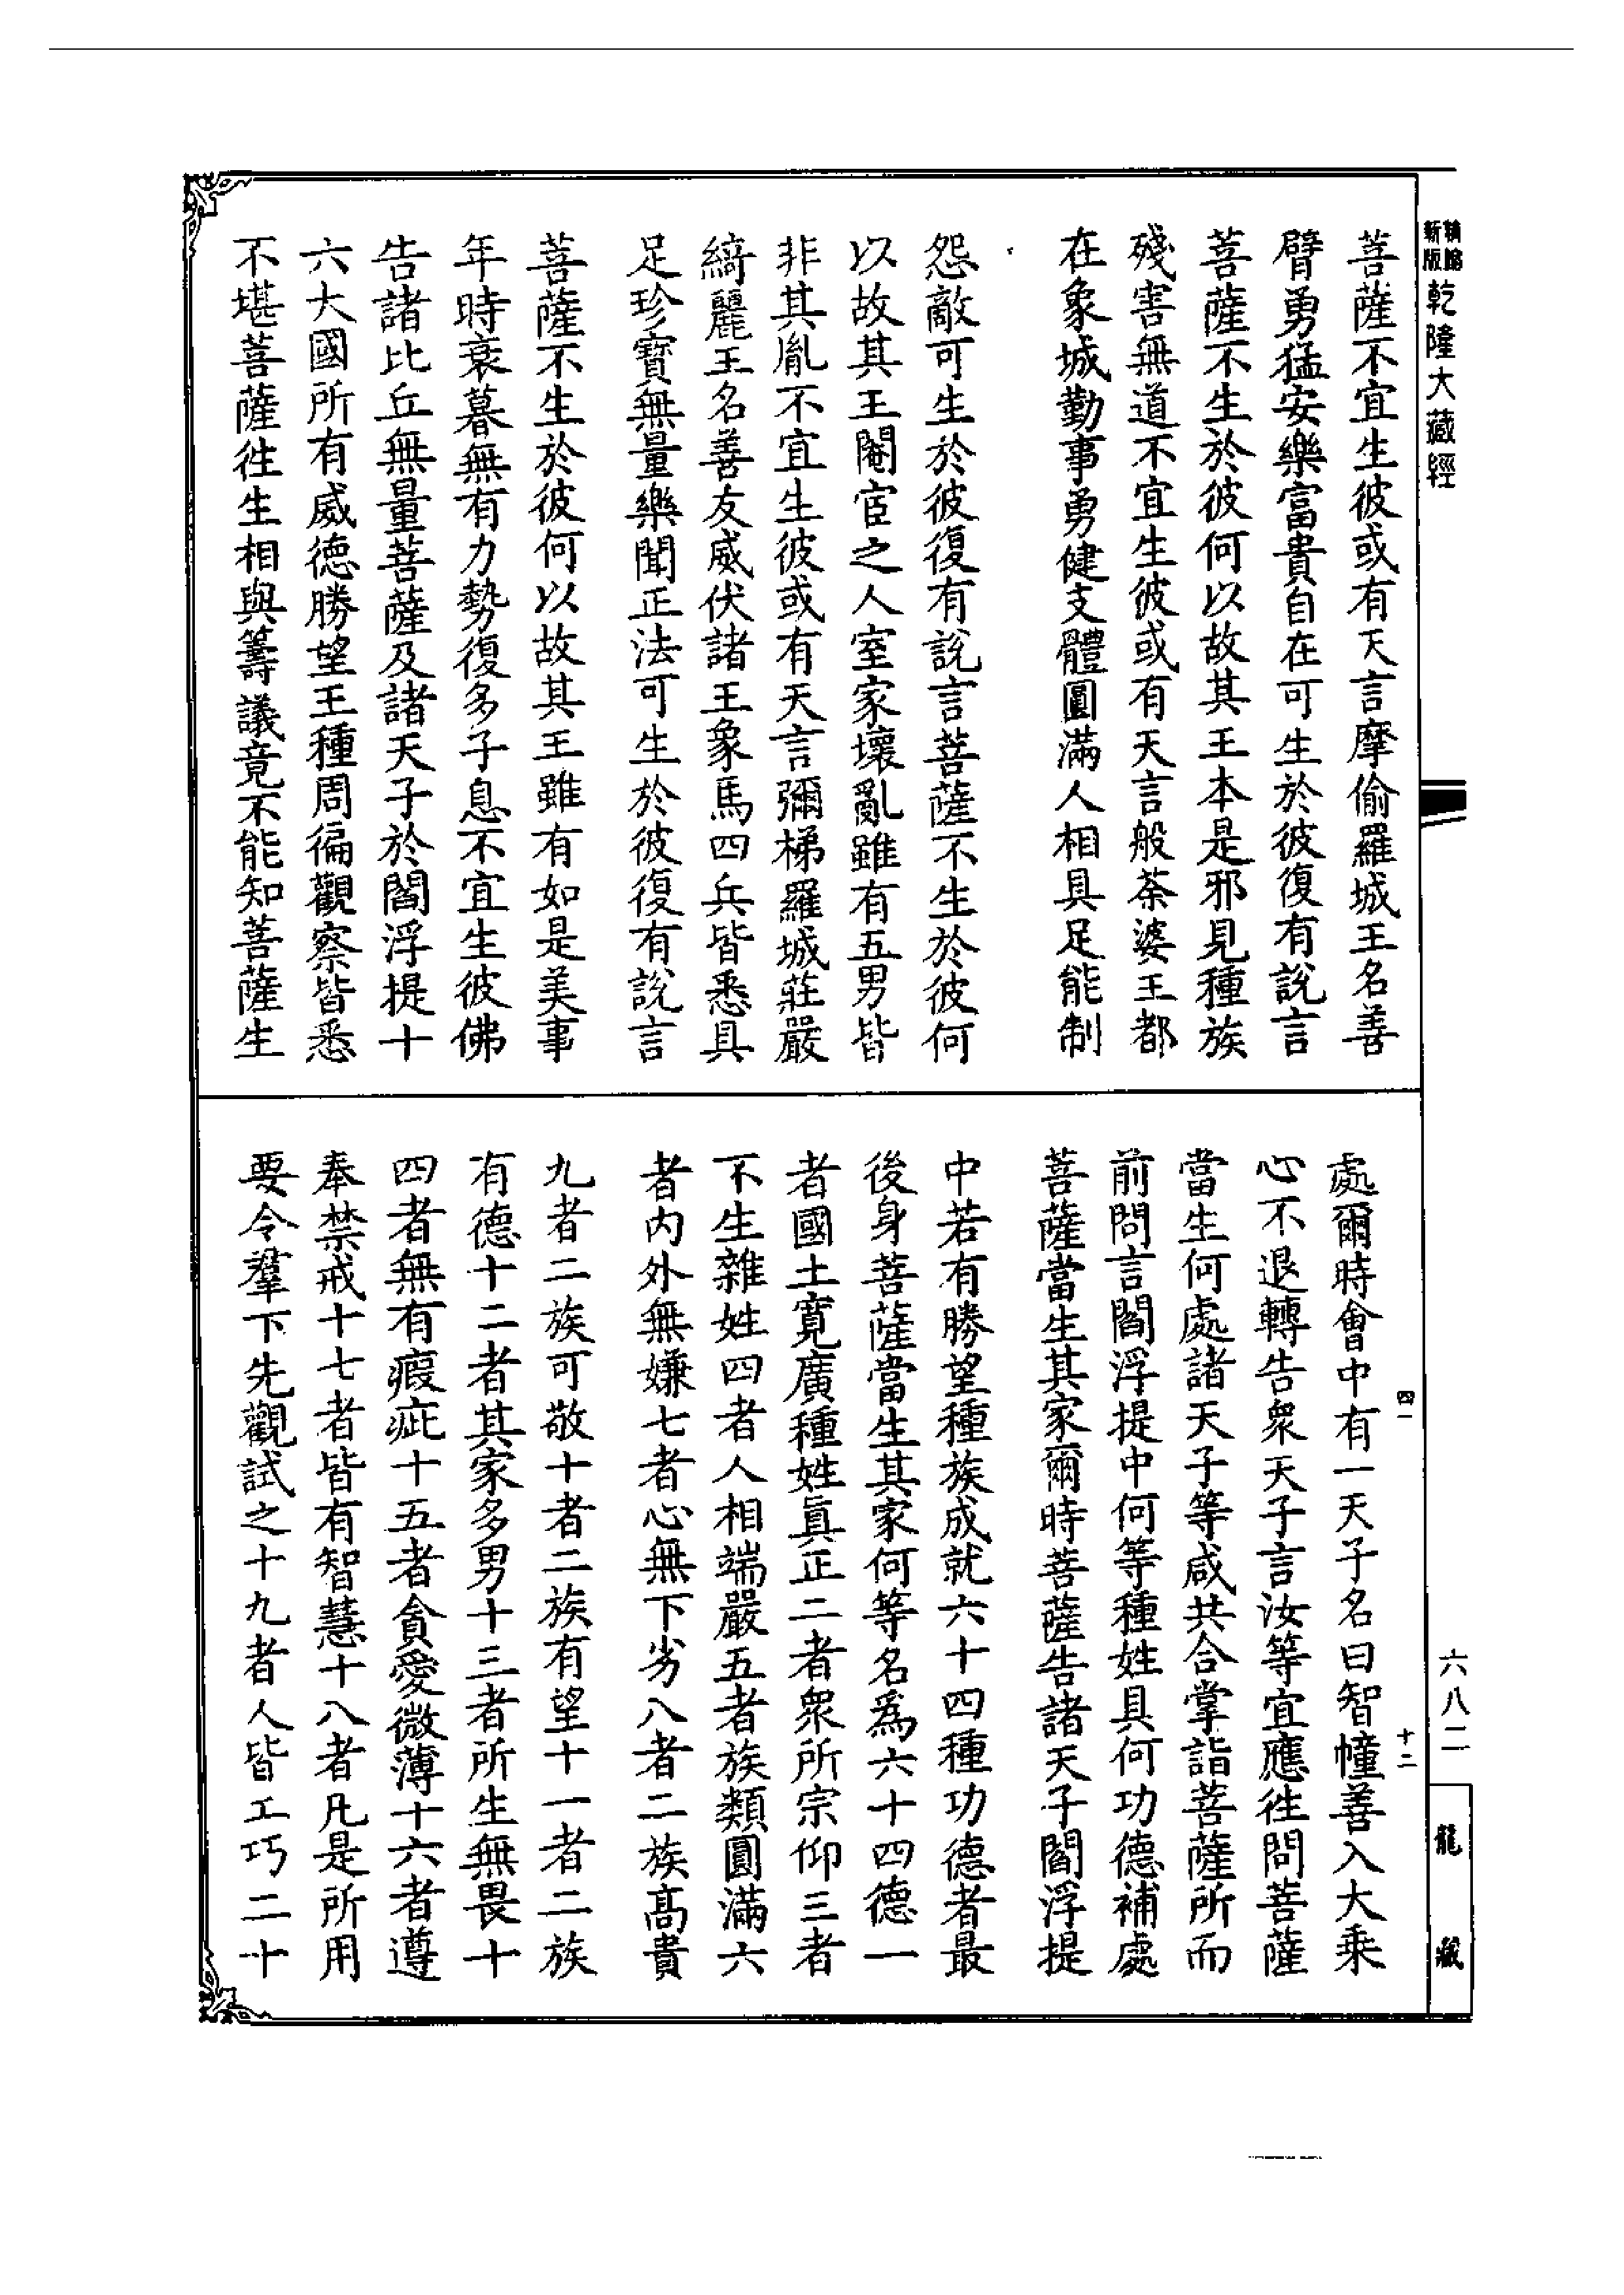 新版
精縮
乾隆大藏經
菩薩不宜生彼或有天言摩偷羅城王名善
臂勇猛安樂富貴自在可生於彼復有說言
菩薩不生於彼何以故其王本是邪見種族
殘害無道不宜生彼或有天言般荼婆王都
在象城勤事勇健支體圓滿人相具足能制
怨敵可生於彼復有說言菩薩不生於彼何
以故其王閹宦之人室家壞亂雖有五男皆
非其胤不宜生彼或有天言彌梯羅城莊嚴
綺麗王名善友威伏諸王象馬四兵皆悉具
足珍寶無量樂聞正法可生於彼復有說言
菩薩不生於彼何以故其王雖有如是美事
年時衰暮無有力勢復多子息不宜生彼佛
告諸比丘無量菩薩及諸天子於閻浮提十
六大國所有威德勝望王種周徧觀察皆悉
不堪菩薩往生相與籌議竟不能知菩薩生
處爾時會中有一天子名曰智幢善入大乘
心不退轉告眾天子言汝等宜應往問菩薩
當生何處諸天子等咸共合掌詣菩薩所而
前問言閻浮提中何等種姓具何功德補處
菩薩當生其家爾時菩薩告諸天子閻浮提
中若有勝望種族成就六十四種功德者最
後身菩薩當生其家何等名為六十四德一
者國土寬廣種姓真正二者眾所宗仰三者
不生雜姓四者人相端嚴五者族類圓滿六
者內外無嫌七者心無下劣八者二族高貴
九者二族可敬十者二族有望十一者二族
有德十二者其家多男十三者所生無畏十
四者無有瑕疵十五者貪愛微薄十六者遵
奉禁戒十七者皆有智慧十八者凡是所用
要令羣下先觀試之十九者人皆工巧二十
四一
十二
六八二
龍藏